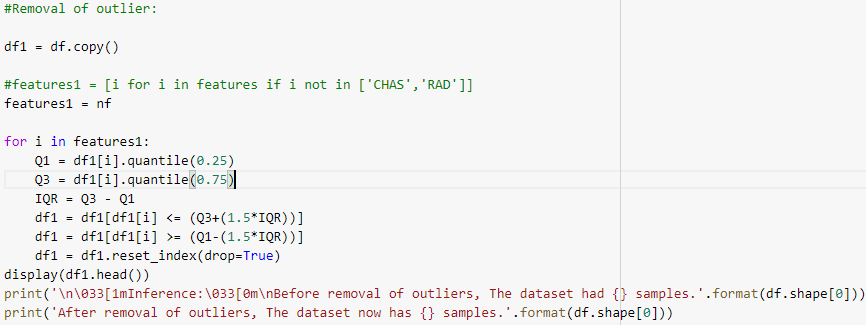 #Removal of outlier:
df1 = df.copy()
#features1 = [i for i in features if i not in ['CHAS','RAD']]
features1 = nf
for i in features1:
    Q1 = df1[i].quantile(0.25)
    Q3 = df1[i].quantile(0.75)
    IQR = Q3 - Q1
    df1 = df1[df1[i] <= (Q3+(1.5*IQR))]
    df1 = df1[df1[i] >= (Q1-(1.5*IQR))]
    df1 = df1.reset_index(drop=True)
display(df1.head())
print('\n\033[1mInference:\033[0m\nBefore removal of outliers, The dataset had {} samples.'.format(df.shape[0]))
print('After removal of outliers, The dataset now has {} samples.'.format(df.shape[0]))